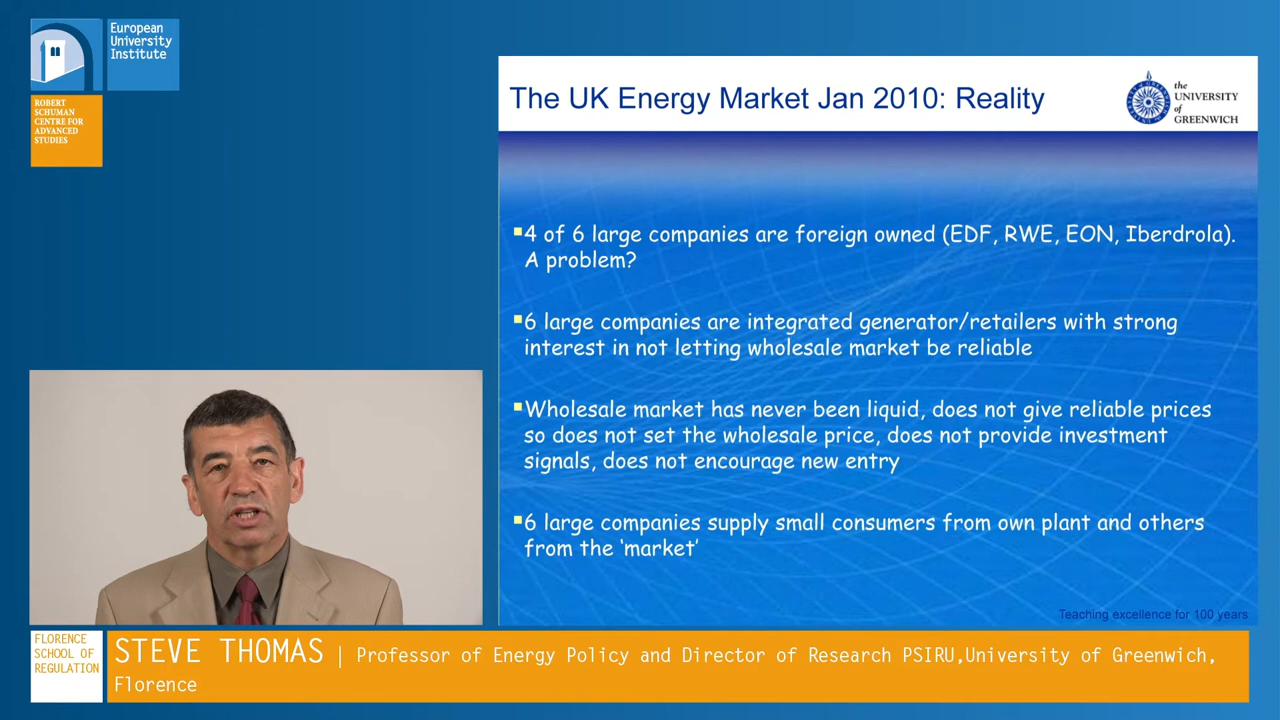 European
University
Institute
ROBERT
SCHUMAN
CENTRE FOR
ADVANCED
STUDIES
The UK Energy Market Jan 2010: Reality
the
UNIVERSITY
of
GREENWICH
4 of 6 large companies are foreign owned (EDF, RWE, EON, Iberdrola).
A problem?
6 large companies are integrated generator/retailers with strong
interest in not letting wholesale market be reliable
Wholesale market has never been liquid, does not give reliable prices
so does not set the wholesale price, does not provide investment
signals, does not encourage new entry
6 large companies supply small consumers from own plant and others
from the ‘market’
Teaching excellence for 100 years
FLORENCE
SCHOOL OF
REGULATION
STEVE THOMAS | Professor of Energy Policy and Director of Research PSIRU,University of Greenwich,
Florence